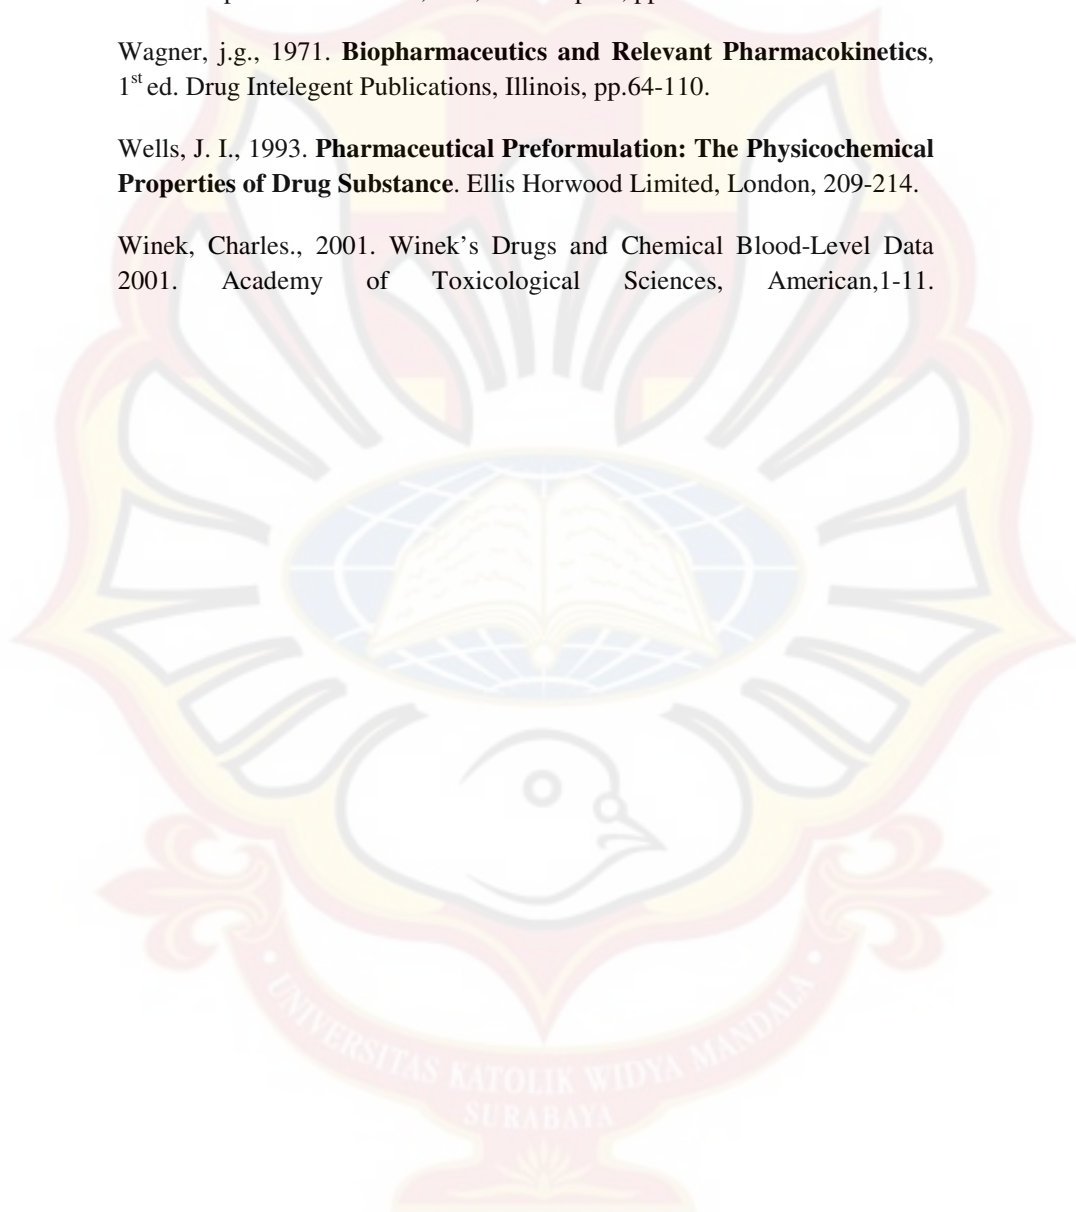 Wagner, j.g., 1971. Biopharmaceutics and Relevant Pharmacokinetics,
1st ed. Drug Intelegent Publications, Illinois, pp.64-110.
Wells, J. I., 1993. Pharmaceutical Preformulation: The Physicochemical
Properties of Drug Substance. Ellis Horwood Limited, London, 209-214.
Winek, Charles., 2001. Winek’s Drugs and Chemical Blood-Level Data
2001. Academy of Toxicological Sciences, American,1-11.
UNIVERSITAS KATOLIK WIDYA MANDALA
SURABAYA